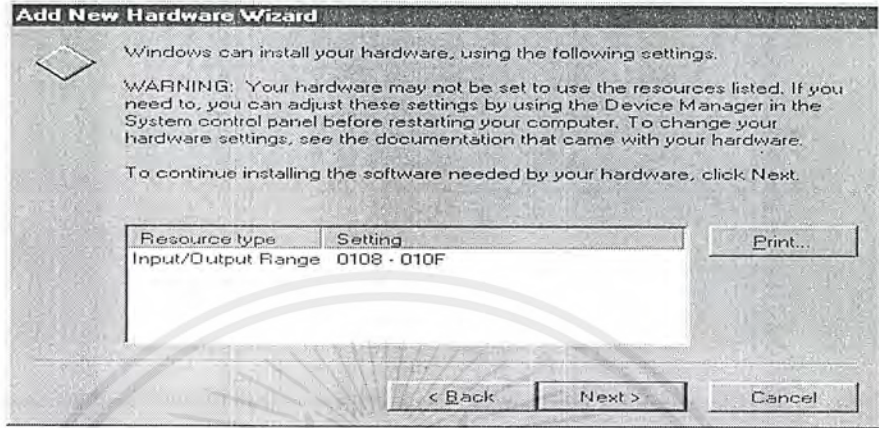 Add New Hardware Wizard
Windows can install your hardware, using the following settings.
WARNING: Your hardware may not be set to use the resources listed. If you
need to, you can adjust these settings by using the Device Manager in the
System control panel before restarting your computer. To change your
hardware settings, see the documentation that came with your hardware.
To continue installing the software needed by your hardware, click Next.
Resource type Setting
Input/Output Range 0108 - 010F
Print...
< Back Next > Cancel